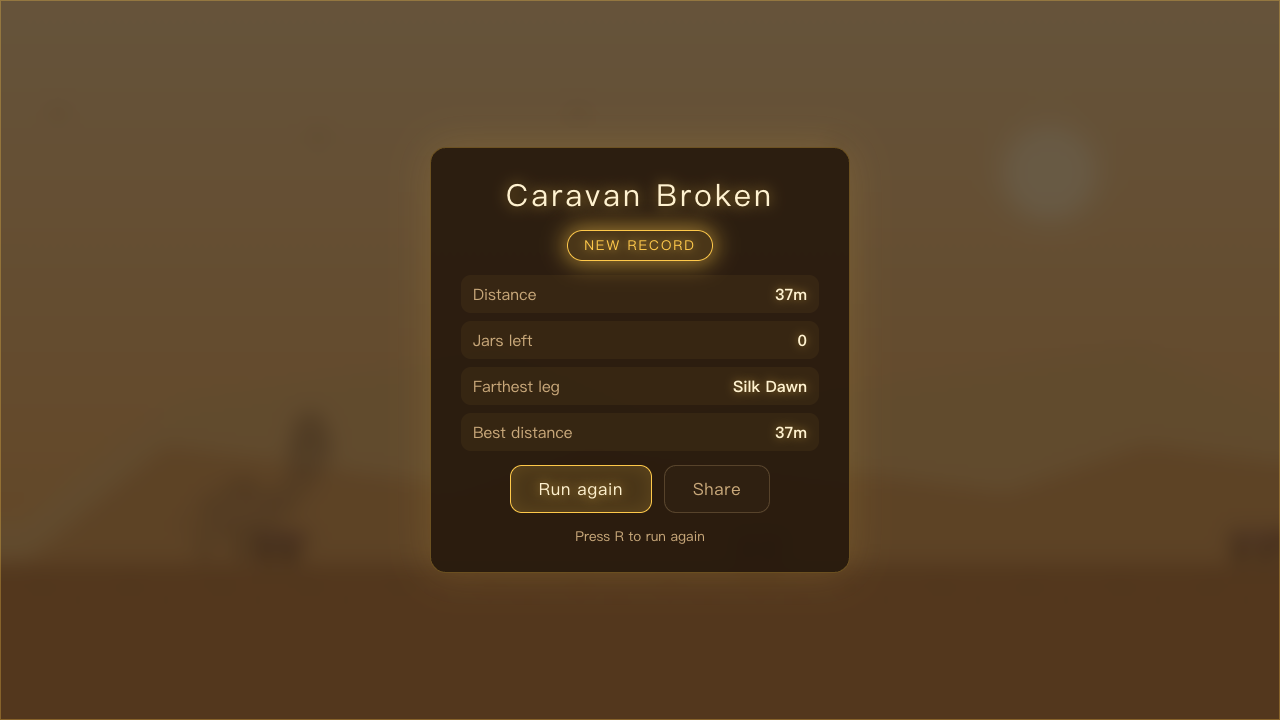 Caravan Broken
NEW RECORD
Distance 37m
Jars left 0
Farthest leg Silk Dawn
Best distance 37m
Run again Share
Press R to run again